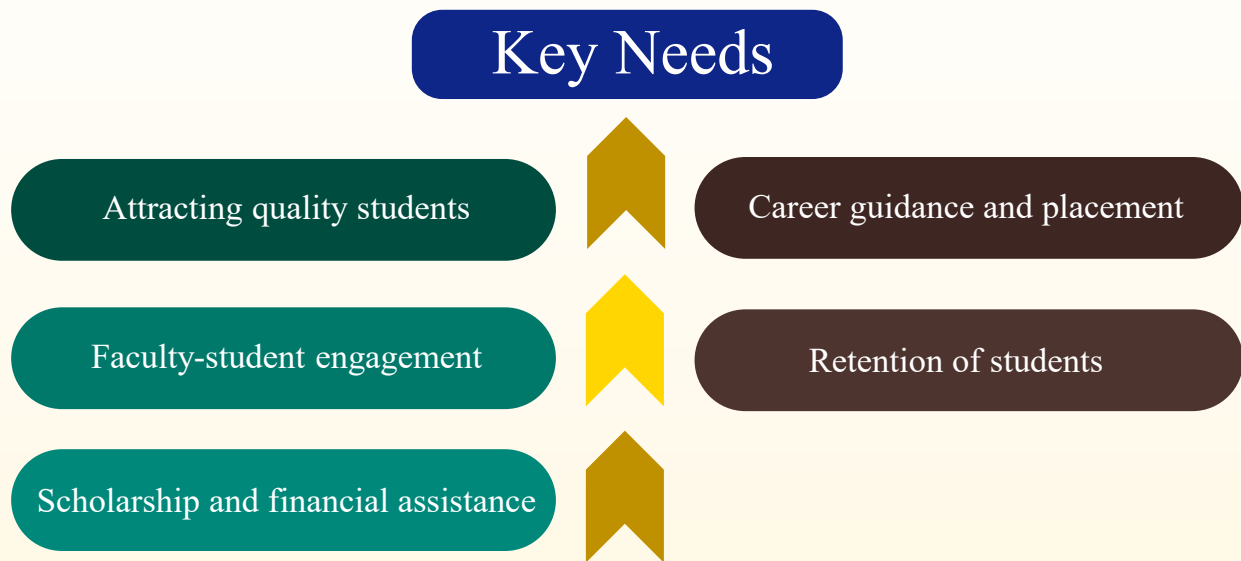 Key Needs
Attracting quality students
Career guidance and placement
Faculty-student engagement
Retention of students
Scholarship and financial assistance